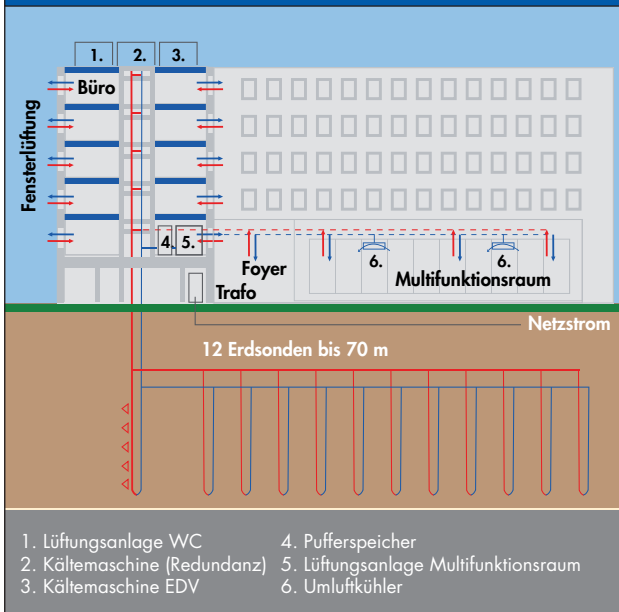 1.
2.
3.
Büro
Fensterlüftung
4.
5.
Foyer
6.
6.
Multifunktionsraum
Trafo
Netzstrom
12 Erdsonden bis 70 m
1. Lüftungsanlage WC
2. Kältemaschine (Redundanz)
3. Kältemaschine EDV
4. Pufferspeicher
5. Lüftungsanlage Multifunktionsraum
6. Umluftkühler